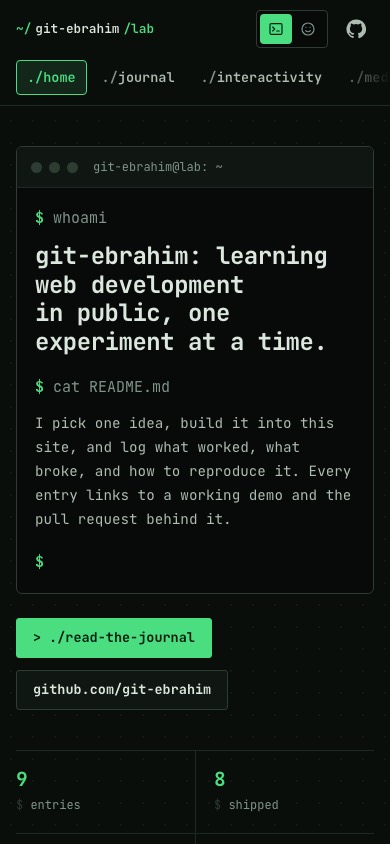 ~/git-ebrahim/lab
./home ./journal ./interactivity ./med
git-ebrahim@lab: ~
$ whoami
git-ebrahim: learning
web development
in public, one
experiment at a time.
$ cat README.md
I pick one idea, build it into this
site, and log what worked, what
broke, and how to reproduce it. Every
entry links to a working demo and the
pull request behind it.
$
> ./read-the-journal
github.com/git-ebrahim
9 8
$ entries $ shipped